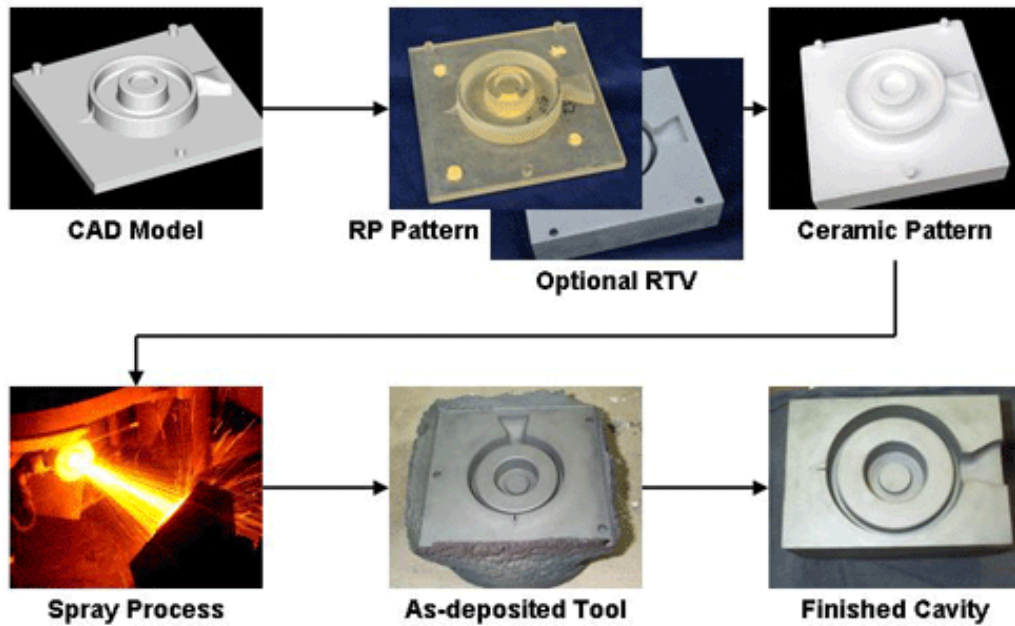 CAD Model
RP Pattern
Optional RTV
Ceramic Pattern
Spray Process
As-deposited Tool
Finished Cavity